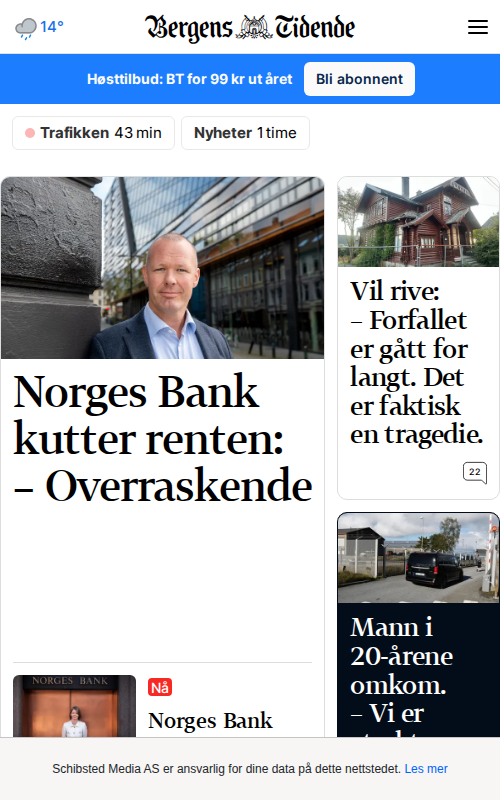 14°
Bergens Tidende
Høsttilbud: BT for 99 kr ut året
Bli abonnent
Trafikken 43 min
Nyheter 1 time
Norges Bank
kutter renten:
– Overraskende
Vil rive:
– Forfallet
er gått for
langt. Det
er faktisk
en tragedie.
22
Mann i
20-årene
omkom.
– Vi er
NORGES BANK
Nå
Norges Bank
Schibsted Media AS er ansvarlig for dine data på dette nettstedet. Les mer